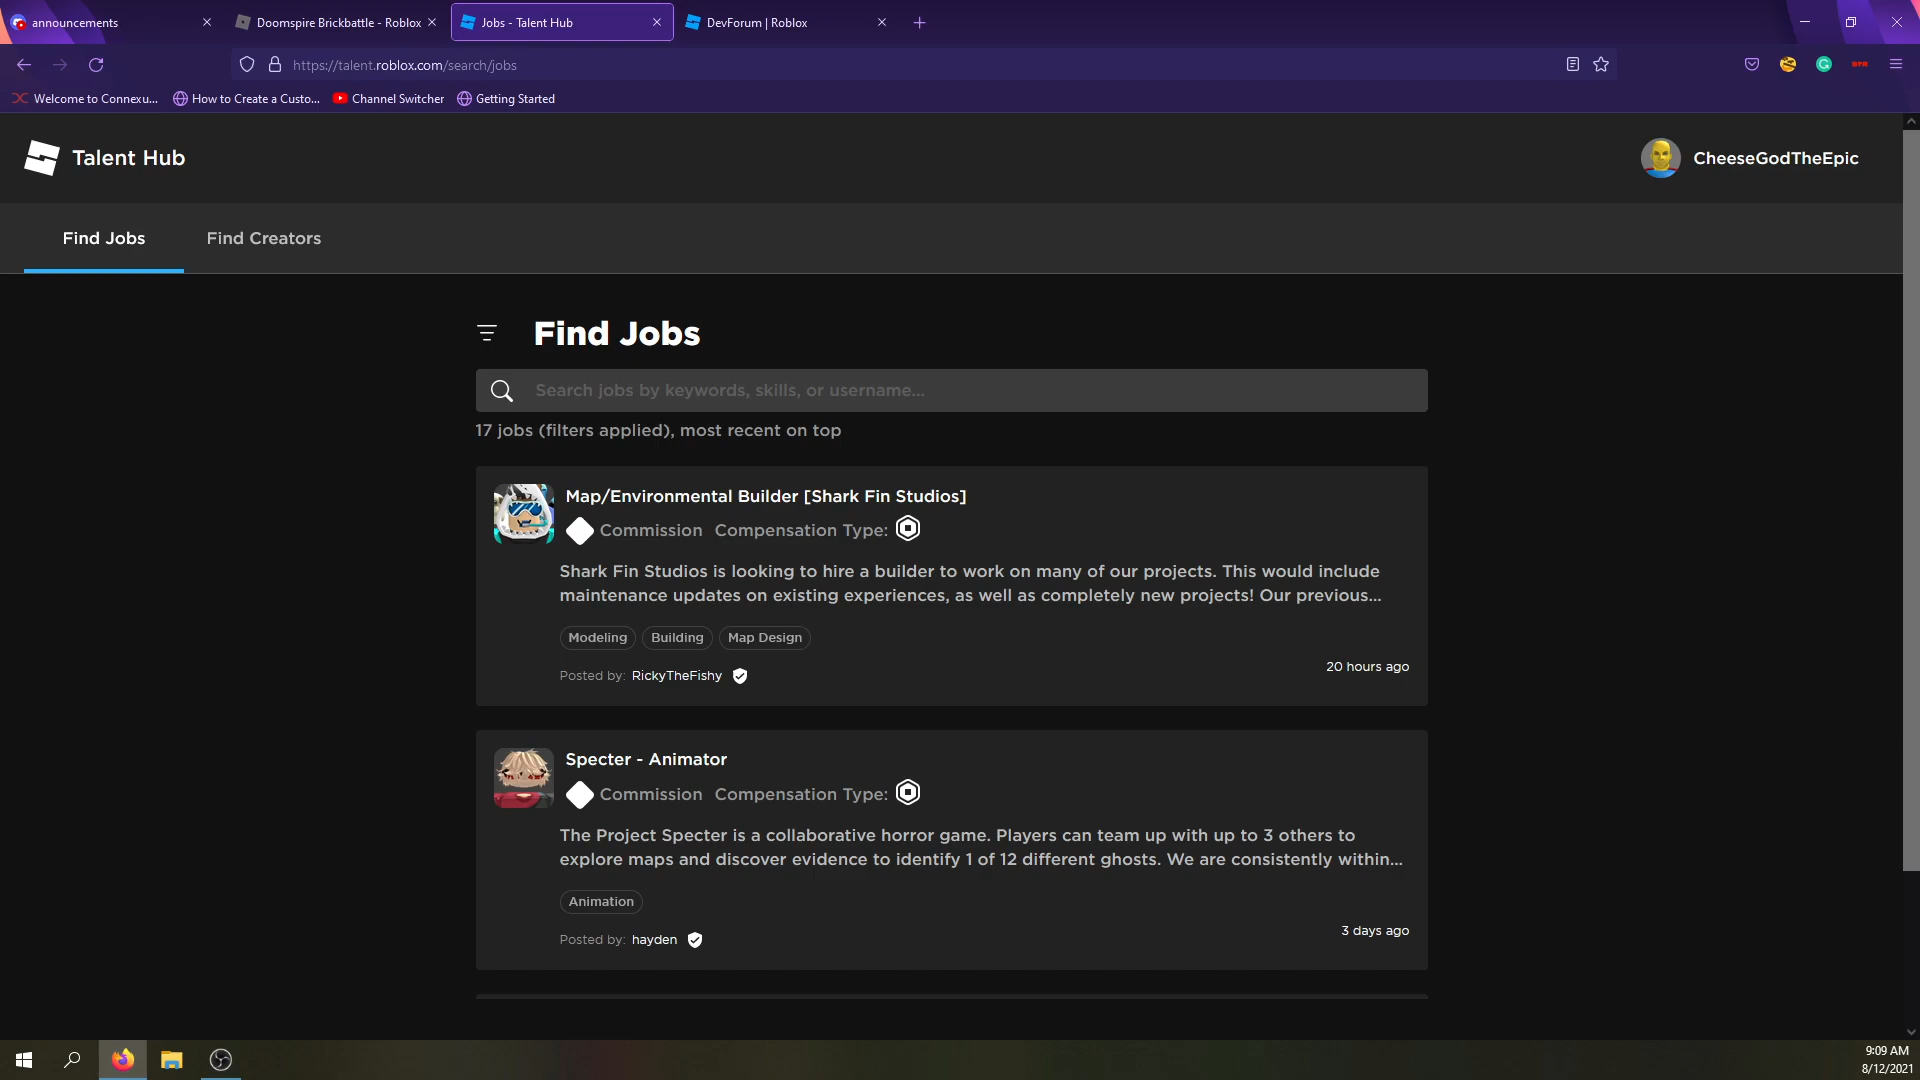 announcements
Doomspire Brickbattle - Roblox
Jobs - Talent Hub
DevForum | Roblox
https://talent.roblox.com/search/jobs
Welcome to Connexu...
How to Create a Custo...
Channel Switcher
Getting Started
Talent Hub
CheeseGodTheEpic
Find Jobs
Find Creators
Find Jobs
Search jobs by keywords, skills, or username...
17 jobs (filters applied), most recent on top
Map/Environmental Builder [Shark Fin Studios]
Commission Compensation Type:
Shark Fin Studios is looking to hire a builder to work on many of our projects. This would include
maintenance updates on existing experiences, as well as completely new projects! Our previous...
Modeling Building Map Design
Posted by: RickyTheFishy
20 hours ago
Specter - Animator
Commission Compensation Type:
The Project Specter is a collaborative horror game. Players can team up with up to 3 others to
explore maps and discover evidence to identify 1 of 12 different ghosts. We are consistently within...
Animation
Posted by: hayden
3 days ago
9:09 AM
8/12/2021